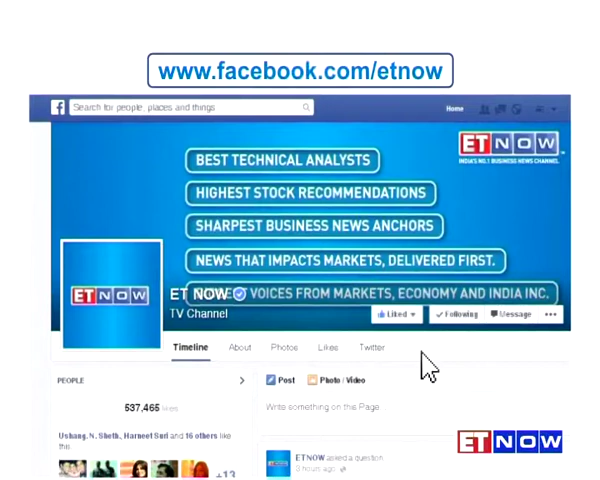 www.facebook.com/etnow
Search for people, places and things
Home
ET NOW
INDIA'S NO.1 BUSINESS NEWS CHANNEL
BEST TECHNICAL ANALYSTS
HIGHEST STOCK RECOMMENDATIONS
SHARPEST BUSINESS NEWS ANCHORS
NEWS THAT IMPACTS MARKETS, DELIVERED FIRST.
VOICES FROM MARKETS, ECONOMY AND INDIA INC.
ET NOW
ET NOW
TV Channel
Liked
Following
Message
Timeline About Photos Likes Twitter
PEOPLE
537,465 likes
Ushang. N. Sheth, Harneet Suri and 16 others like
this
+13
Post Photo / Video
Write something on this Page
ETNOW asked a question
3 hours ago
ET NOW